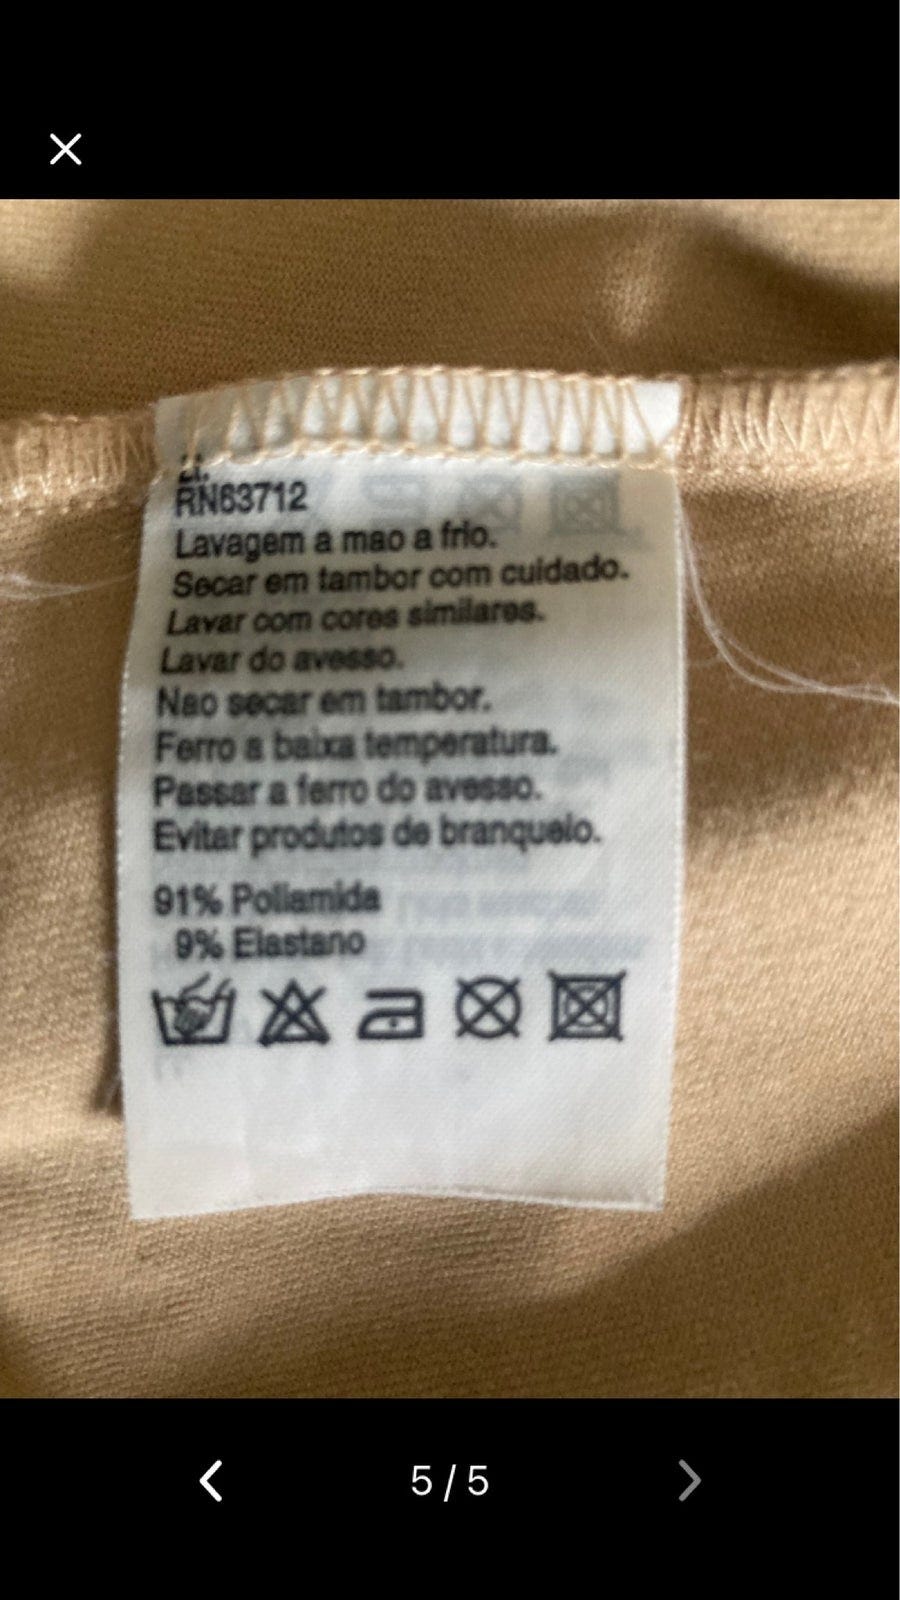 RN63712
Lavagem a mao a frio.
Secar em tambor com cuidado.
Lavar com cores similares.
Lavar do avesso.
Nao secar em tambor.
Ferro a baixa temperatura.
Passar a ferro do avesso.
Evitar produtos de branqueio.
91% Poliamida
9% Elastano
5 / 5